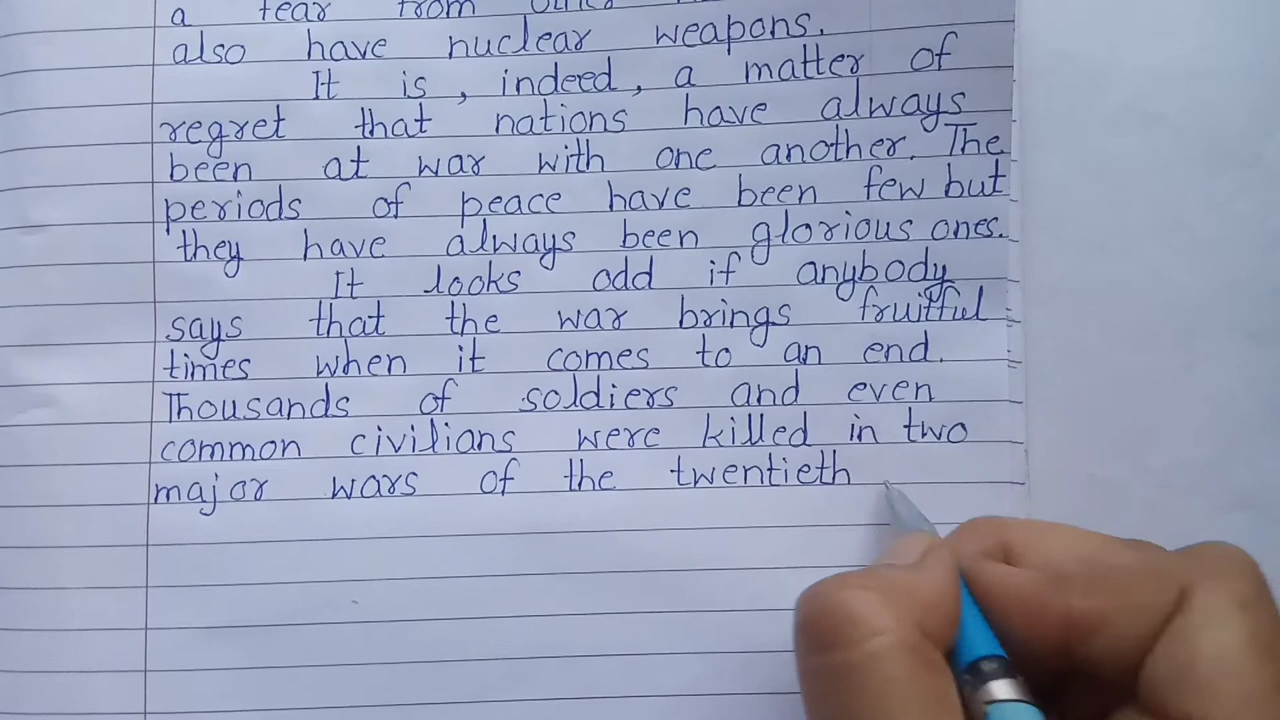 a fear from
also have nuclear weapons.
It is, indeed, a matter of
regret that nations have always
been at war with one another. The
periods of peace have been few but
they have always been glorious ones.
It looks odd if anybody
says that the war brings fruitful
times when it comes to an end.
Thousands of soldiers and even
common civilians were killed in two
major wars of the twentieth